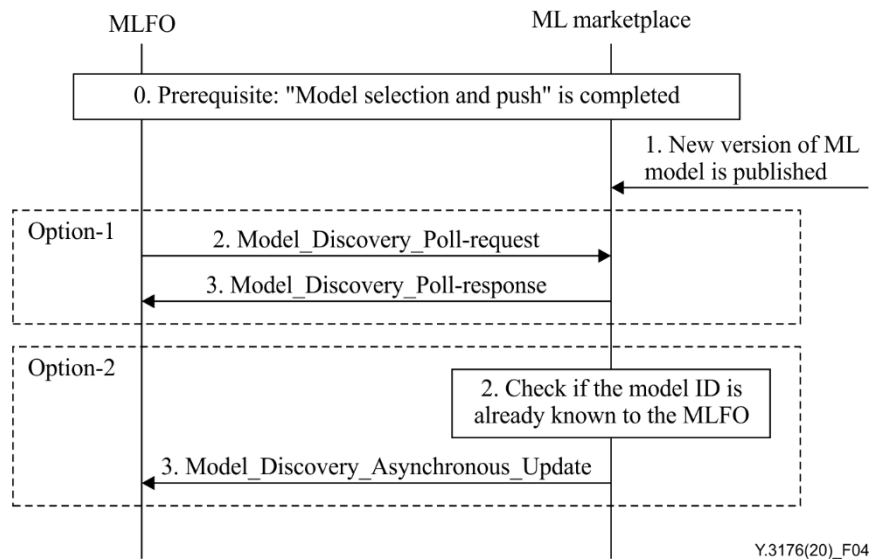 MLFO
ML marketplace
0. Prerequisite: "Model selection and push" is completed
1. New version of ML
model is published
Option-1
2. Model_Discovery_Poll-request
3. Model_Discovery_Poll-response
Option-2
2. Check if the model ID is
already known to the MLFO
3. Model_Discovery_Asynchronous_Update
Y.3176(20)_F04